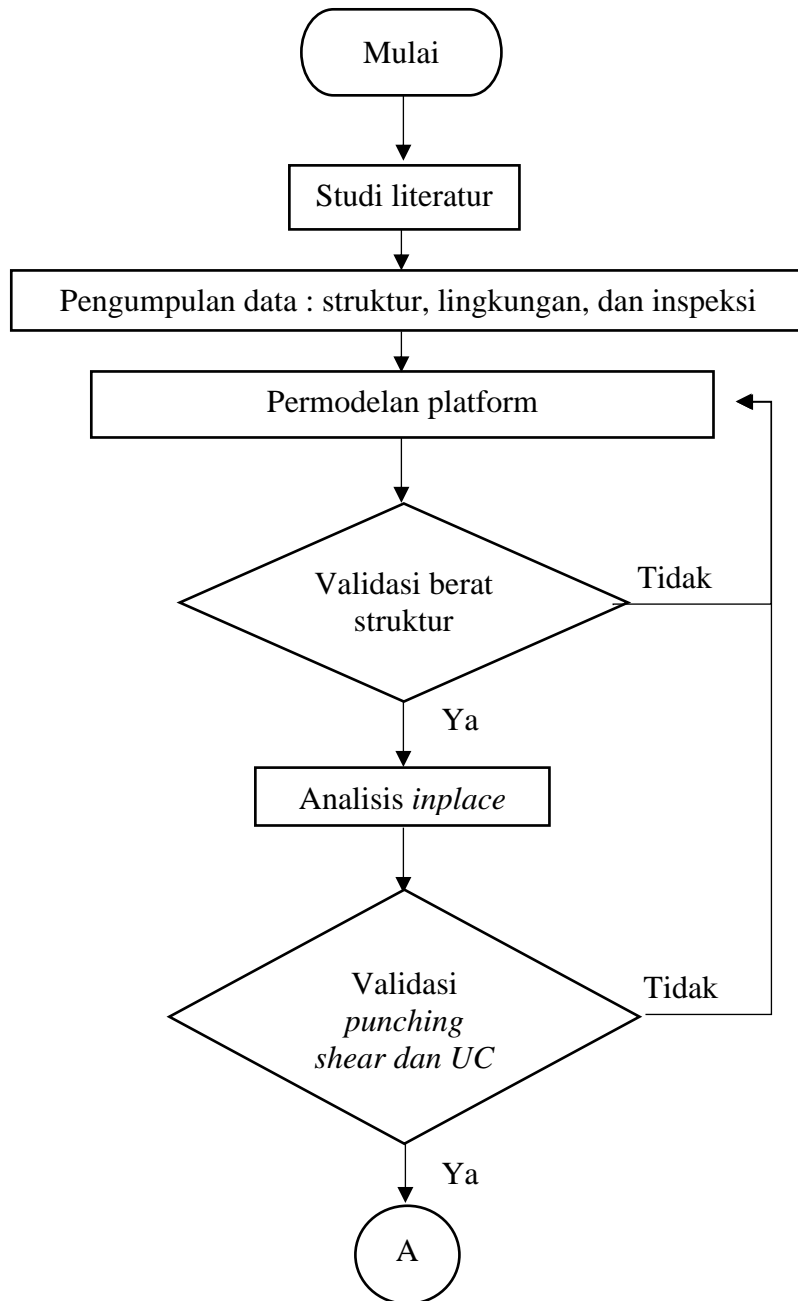 Mulai
Studi literatur
Pengumpulan data : struktur, lingkungan, dan inspeksi
Permodelan platform
Validasi berat
struktur
Tidak
Ya
Analisis inplace
Validasi
punching
shear dan UC
Tidak
Ya
A